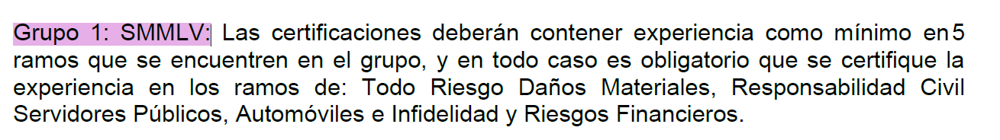 Grupo 1: SMMLV: Las certificaciones deberán contener experiencia como mínimo en 5
ramos que se encuentren en el grupo, y en todo caso es obligatorio que se certifique la
experiencia en los ramos de: Todo Riesgo Daños Materiales, Responsabilidad Civil
Servidores Públicos, Automóviles e Infidelidad y Riesgos Financieros.